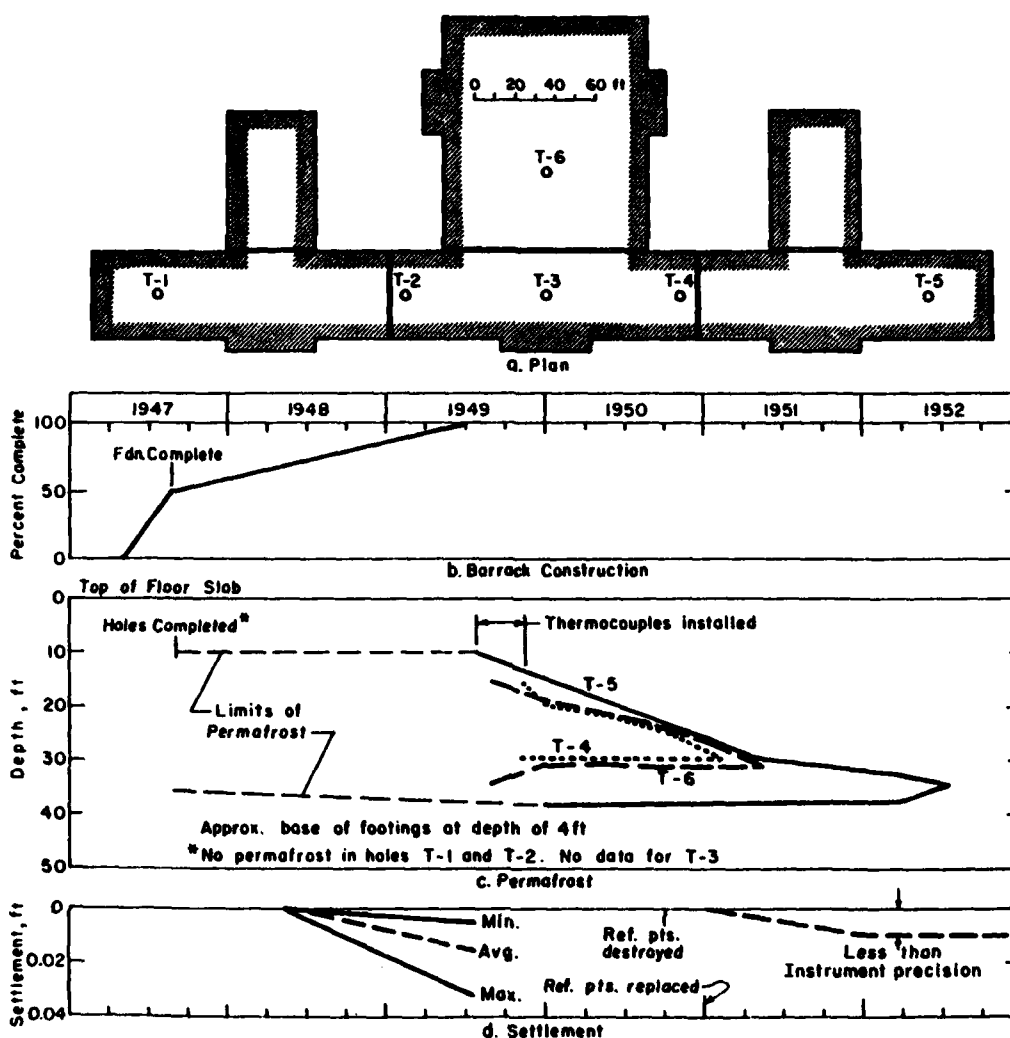 0 20 40 60 ft
T-6
T-1
T-2
T-3
T-4
T-5
a. Plan
1947
1948
1949
1950
1951
1952
Percent Complete
100
50
0
Fdn. Complete
b. Barrack Construction
Top of Floor Slab
Depth, ft
0
10
20
30
40
50
Holes Completed*
Thermocouples installed
Limits of
Permafrost
T-5
T-4
T-6
Approx. base of footings at depth of 4ft
*No permafrost in holes T-1 and T-2. No data for T-3
c. Permafrost
Settlement, ft
0
0.02
0.04
Min.
Avg.
Max.
Ref. pts.
destroyed
Ref. pts. replaced
Less than
Instrument precision
d. Settlement